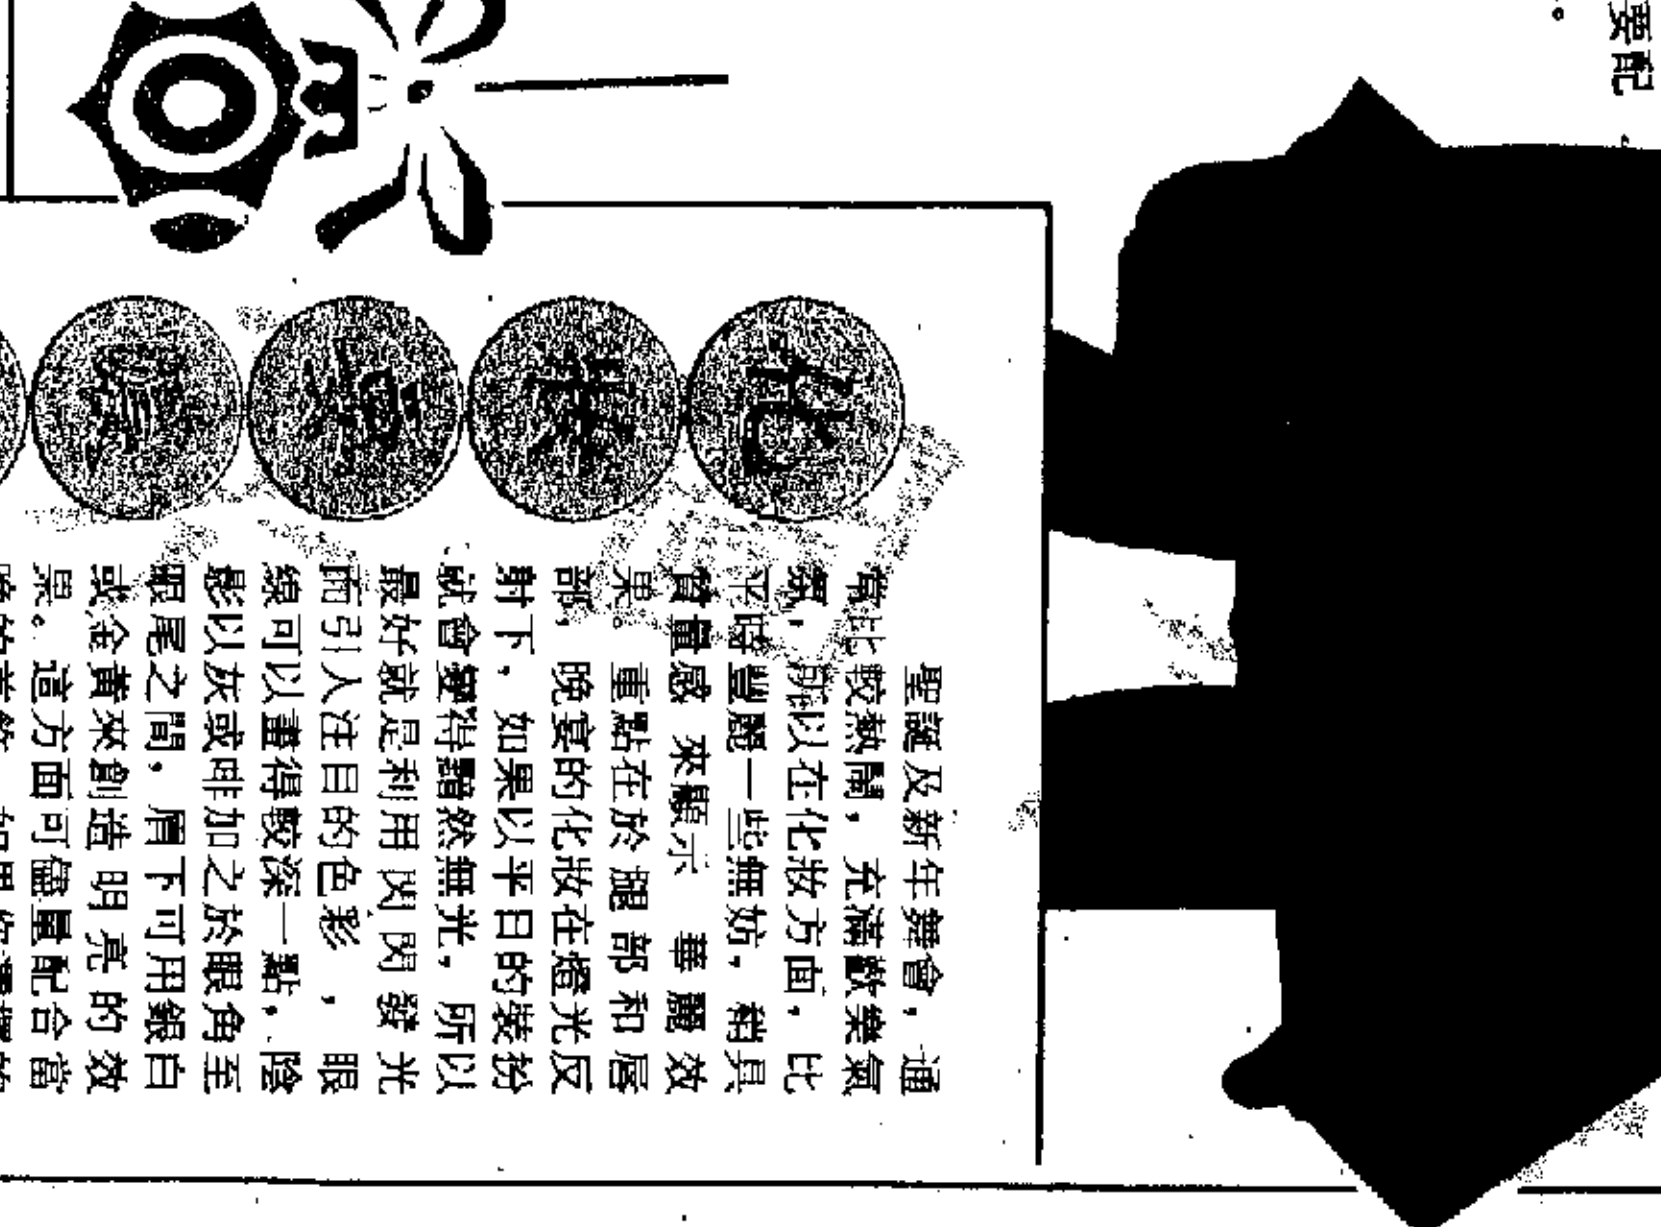 要配
。
化
聖誕及新年舞會,通
常比較熱鬧,充滿歡樂氣
氛,所以在化妝方面,比
平時豐麗一些無妨,稍具
質量感來顯示華麗效
果。重點在於腿部和唇
部,晚宴的化妝在燈光反
射下,如果以平日的裝扮
就會變得黯然無光,所以
最好就是利用閃閃發光
而引人注目的色彩,眼
線可以畫得較深一點,陰
影以灰或啡加之於眼角至
眼尾之間,眉下可用銀白
或金黃來創造明亮的效
果。這方面可儘量配合當